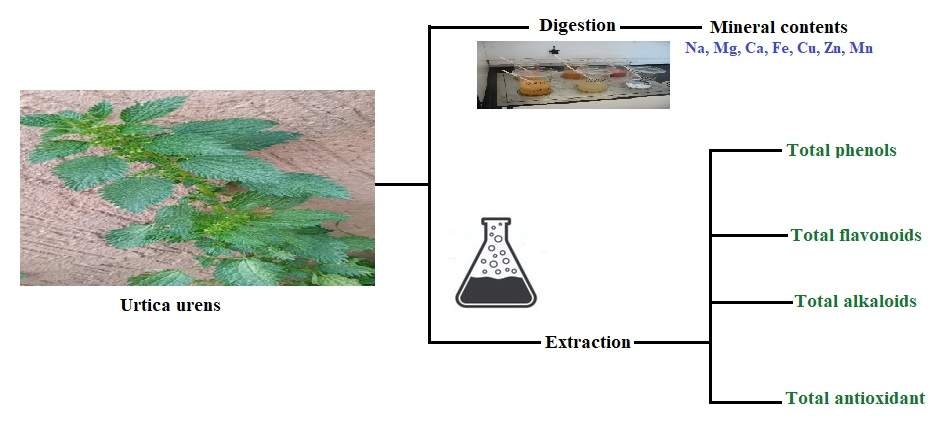 Digestion
Mineral contents
Na, Mg, Ca, Fe, Cu, Zn, Mn
Total phenols
Total flavonoids
Total alkaloids
Urtica urens
Extraction
Total antioxidant